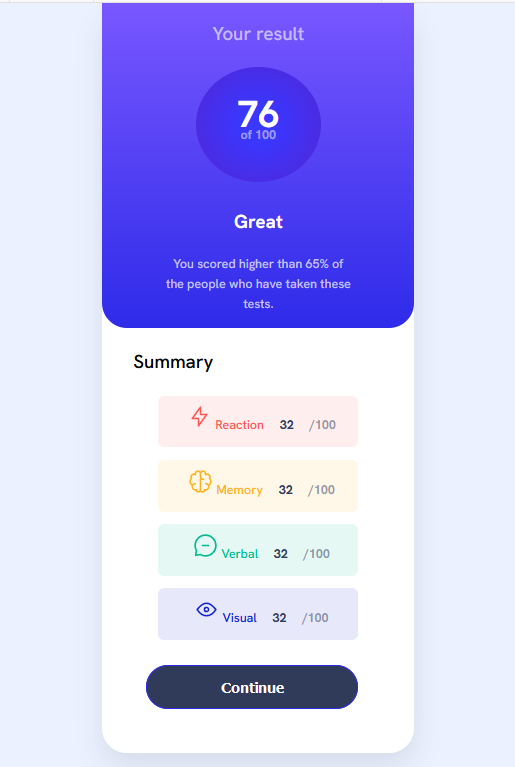 Your result
76
of 100
Great
You scored higher than 65% of
the people who have taken these
tests.
Summary
Reaction 32 /100
Memory 32 /100
Verbal 32 /100
Visual 32 /100
Continue